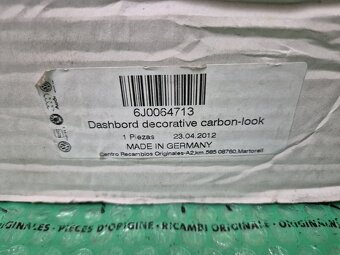 6J0064713
Dashbord decorative carbon-look
1 Piezas 23.04.2012
MADE IN GERMANY
Centro Recambios Originales-A2,km.585 08760,Martorell
IGINALES - PIÈCES D'ORIGINE - RICAMBI ORIGINALI